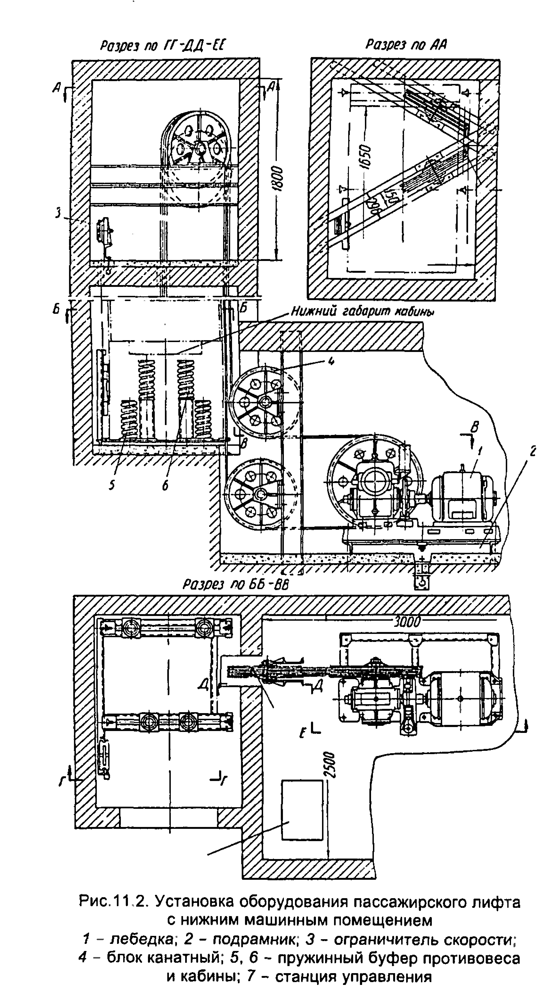 Разрез по ГГ-ДД-ЕЕ
Разрез по АА
А
А
1800
1650
150
290
3
Б
Б
Нижний габарит кабины
4
В
В
1
2
5
6
Разрез по ББ-ВВ
3000
Д
Д
Е
2500
Г
Г
Рис.11.2. Установка оборудования пассажирского лифта
с нижним машинным помещением
1 – лебедка; 2 – подрамник; 3 – ограничитель скорости;
4 – блок канатный; 5, 6 – пружинный буфер противовеса
и кабины; 7 – станция управления